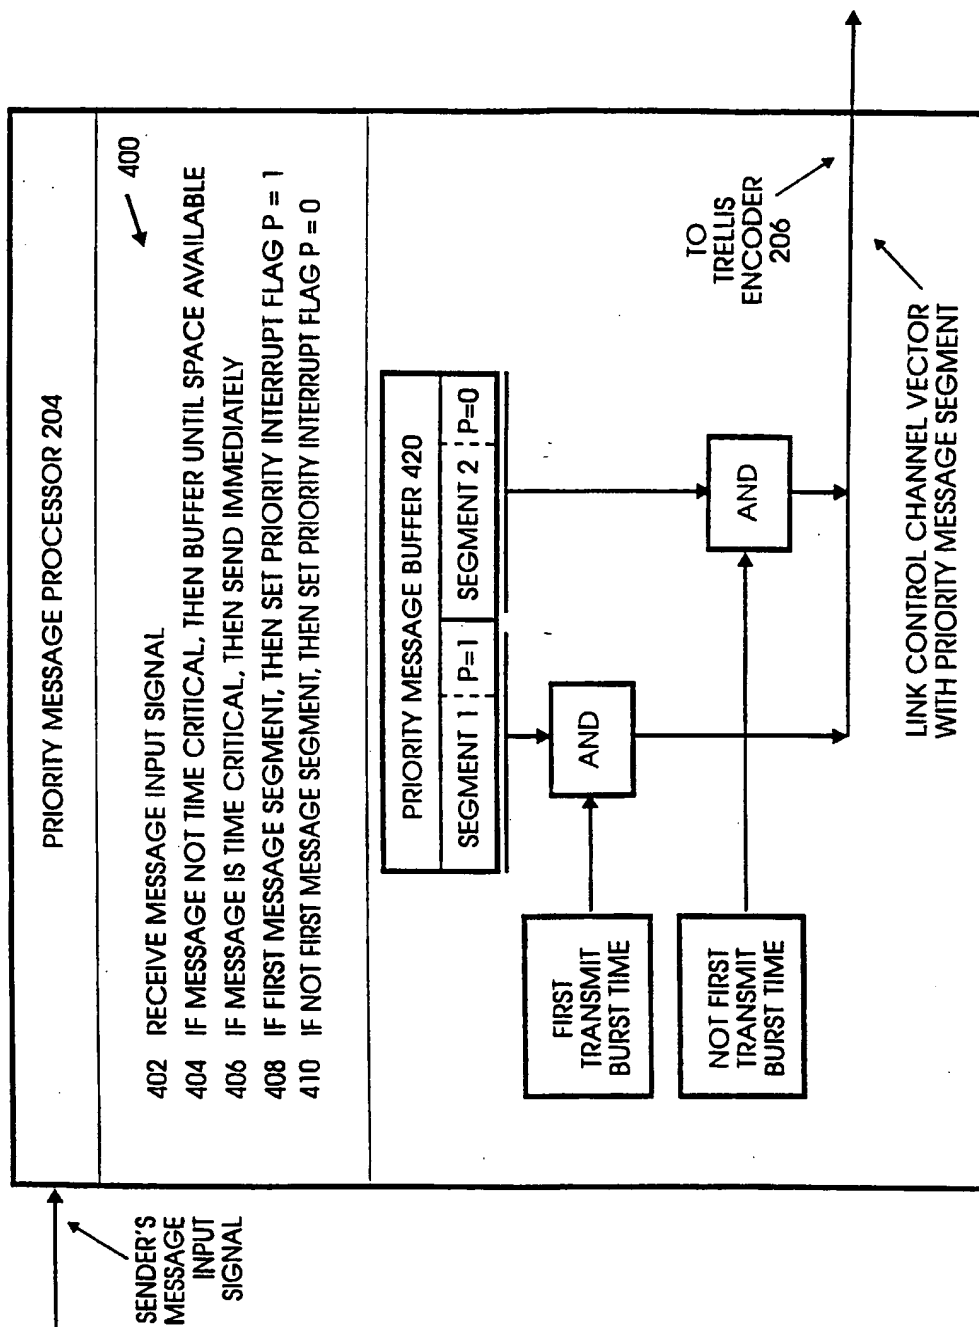 PRIORITY MESSAGE PROCESSOR 204
SENDER'S
MESSAGE
INPUT
SIGNAL
400
402 RECEIVE MESSAGE INPUT SIGNAL
404 IF MESSAGE NOT TIME CRITICAL, THEN BUFFER UNTIL SPACE AVAILABLE
406 IF MESSAGE IS TIME CRITICAL, THEN SEND IMMEDIATELY
408 IF FIRST MESSAGE SEGMENT, THEN SET PRIORITY INTERRUPT FLAG P = 1
410 IF NOT FIRST MESSAGE SEGMENT, THEN SET PRIORITY INTERRUPT FLAG P = 0
PRIORITY MESSAGE BUFFER 420
SEGMENT 1 P=1 SEGMENT 2 P=0
FIRST
TRANSMIT
BURST TIME
AND
NOT FIRST
TRANSMIT
BURST TIME
AND
TO
TRELLIS
ENCODER
206
LINK CONTROL CHANNEL VECTOR
WITH PRIORITY MESSAGE SEGMENT